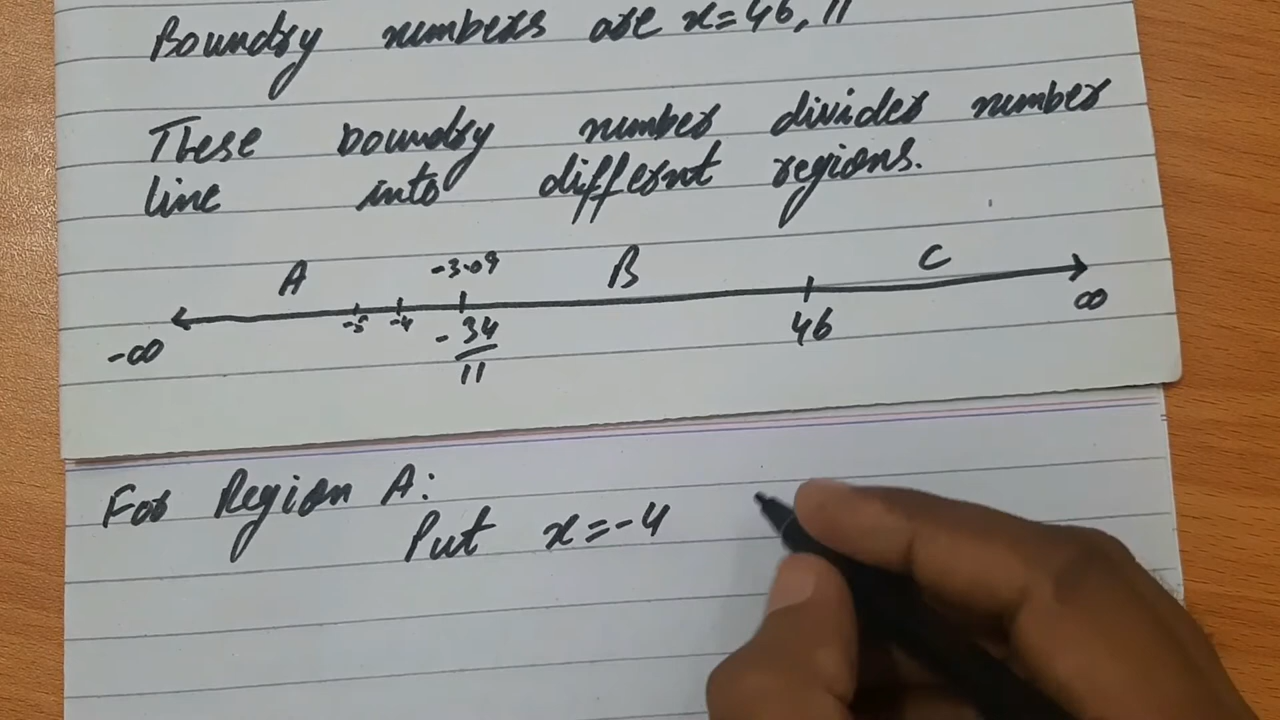 Boundry numbers are x=46, 11
These boundry number divides number
line into different regions.
A -3.09 B C
-∞ -5 -4 -34/11 46 ∞
For Region A:
Put x=-4